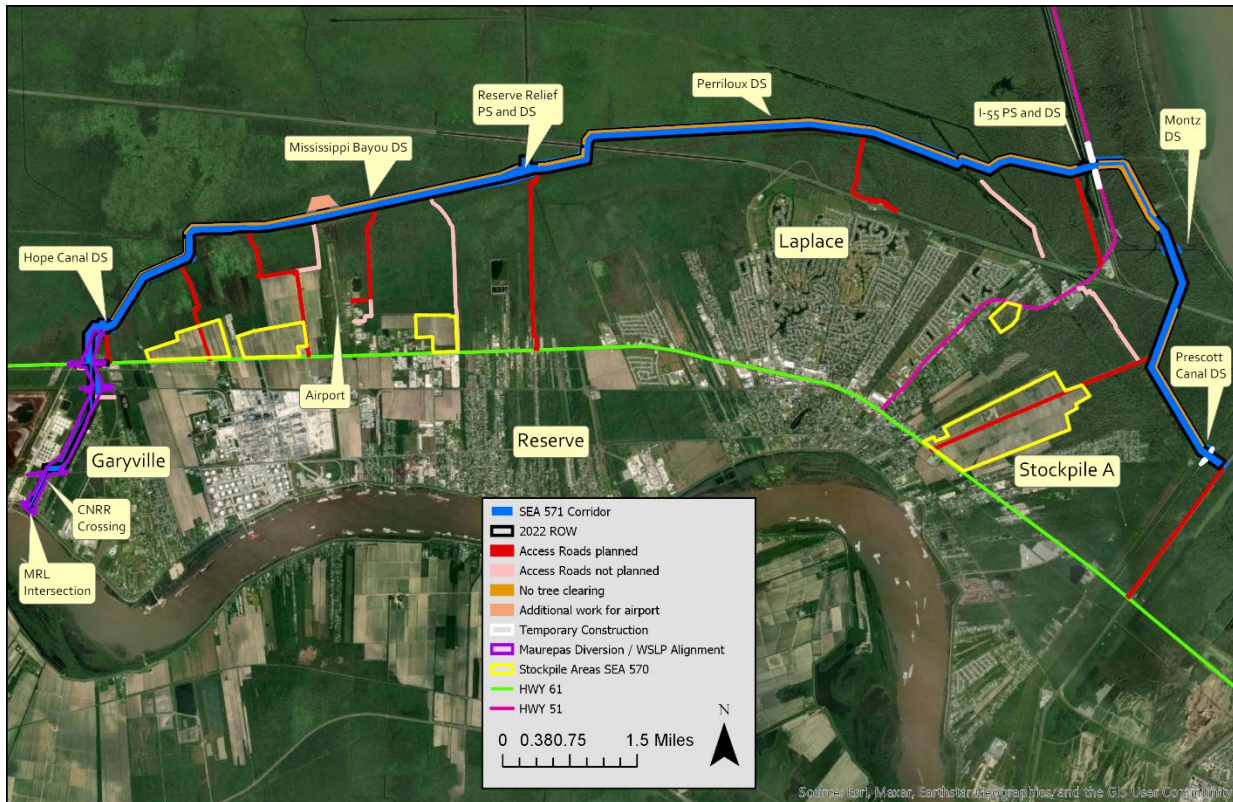 Perriloux DS
Reserve Relief
PS and DS
I-55 PS and DS
Montz
DS
Mississippi Bayou DS
Hope Canal DS
Laplace
Prescott
Canal DS
Airport
Reserve
Garyville
Stockpile A
CNRR
Crossing
MRL
Intersection
SEA 571 Corridor
2022 ROW
Access Roads planned
Access Roads not planned
No tree clearing
Additional work for airport
Temporary Construction
Maurepas Diversion / WSLP Alignment
Stockpile Areas SEA 570
HWY 61
HWY 51
N
0 0.380.75 1.5 Miles
Source: Esri, Maxar, Earthstar Geographics, and the GIS User Community